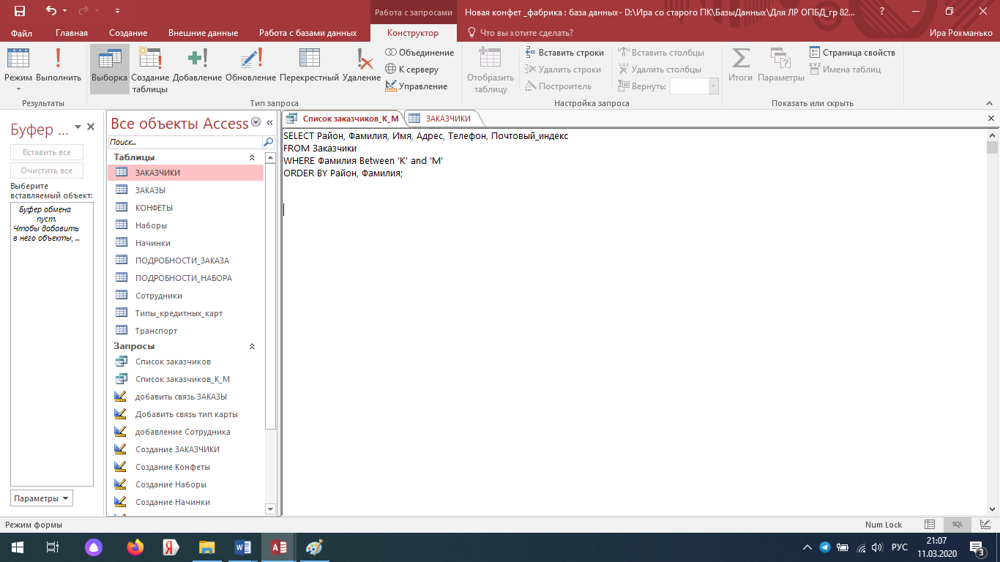 Работа с запросами
Новая конфет _фабрика : база данных- D:\Ира со старого ПК\БазыДанных\Для ЛР ОПБД_гр 82...
?
Файл
Главная
Создание
Внешние данные
Работа с базами данных
Конструктор
Что вы хотите сделать?
Ира Рохманько
Режим
Выполнить
Выборка
Создание
таблицы
Добавление
Обновление
Перекрестный
Удаление
Объединение
К серверу
Управление
Отобразить
таблицу
Вставить строки
Удалить строки
Построитель
Вставить столбцы
Удалить столбцы
Вернуть:
Итоги
Параметры
Страница свойств
Имена таблиц
Результаты
Тип запроса
Настройка запроса
Показать или скрыть
Буфер ...
Вставить все
Очистить все
Выберите
вставляемый объект:
Буфер обмена
пуст.
Чтобы добавить
в него объекты, ...
Параметры
Все объекты Access
Поиск...
Таблицы
ЗАКАЗЧИКИ
ЗАКАЗЫ
КОНФЕТЫ
Наборы
Начинки
ПОДРОБНОСТИ_ЗАКАЗА
ПОДРОБНОСТИ_НАБОРА
Сотрудники
Типы_кредитных_карт
Транспорт
Запросы
Список заказчиков
Список заказчиков_К_М
добавить связь ЗАКАЗЫ
Добавить связь тип карты
добавление Сотрудника
Создание ЗАКАЗЧИКИ
Создание Конфеты
Создание Наборы
Создание Начинки
Список заказчиков_К_М
ЗАКАЗЧИКИ
SELECT Район, Фамилия, Имя, Адрес, Телефон, Почтовый_индекс
FROM Заказчики
WHERE Фамилия Between 'К' and 'М'
ORDER BY Район, Фамилия;
Режим формы
Num Lock
SQL
РУС
21:07
11.03.2020
3